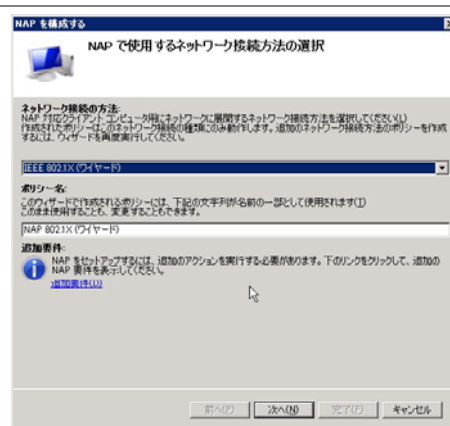 NAP を構成する
NAP で使用するネットワーク接続方法の選択
ネットワーク接続の方法:
NAP 対応クライアント コンピュータ用にネットワークに展開するネットワーク接続方法を選択してください(L)
作成されたポリシーはこのネットワーク接続の種類にのみ動作します。追加のネットワーク接続方法のポリシーを作成
するには、ウィザードを再度実行してください。
IEEE 802.1X (ワイヤード)
ポリシー名:
このウィザードで作成されるポリシーには、下記の文字列が名前の一部として使用されます(I)
このまま使用することも、変更することもできます。
NAP 802.1X (ワイヤード)
追加要件:
NAP をセットアップするには、追加のアクションを実行する必要があります。下のリンクをクリックして、追加の
NAP 要件を表示してください。
追加要件(U)
前へ(P)
次へ(N)
完了(F)
キャンセル